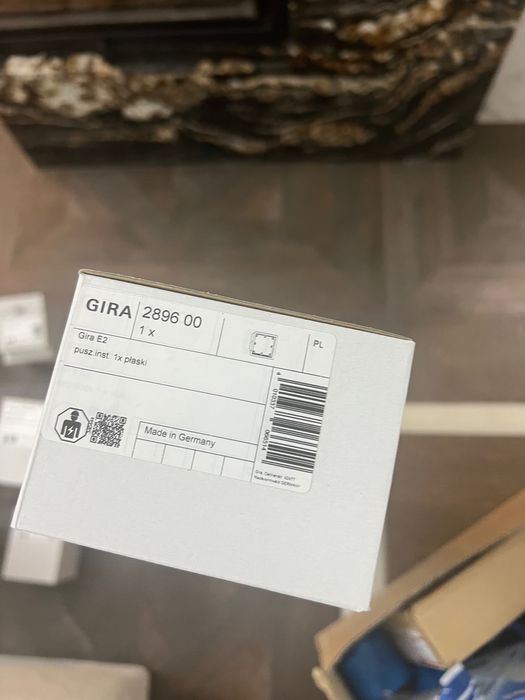 GIRA
2896 00
1 x
PL
Gira E2
pusz.inst. 1x płaski
Made in Germany